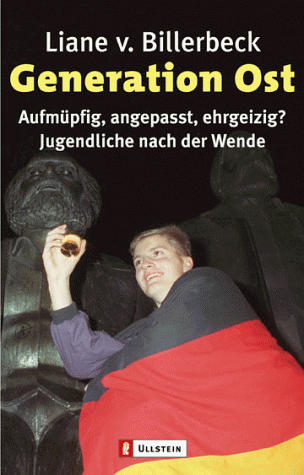 Liane v. Billerbeck
Generation Ost
Aufmüpfig, angepasst, ehrgeizig?
Jugendliche nach der Wende
ULLSTEIN